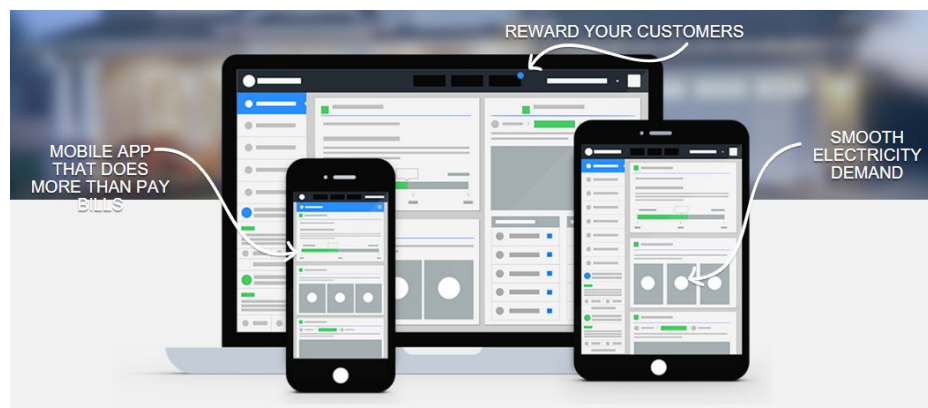 REWARD YOUR CUSTOMERS
MOBILE APP
THAT DOES
MORE THAN PAY
BILLS
SMOOTH
ELECTRICITY
DEMAND